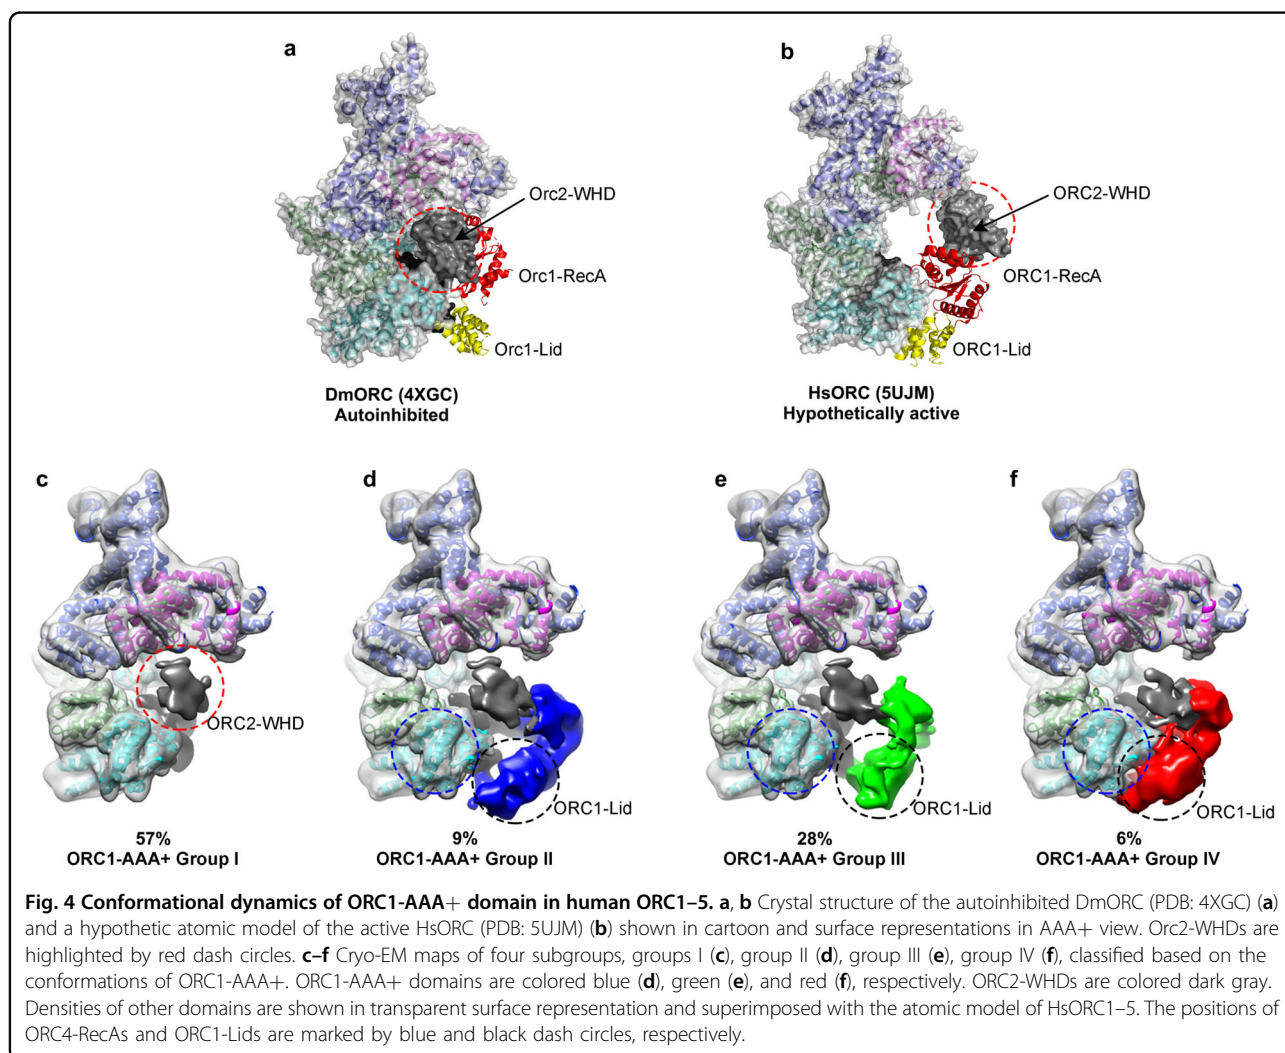 a
b
Orc2-WHD
Orc1-RecA
Orc1-Lid
DmORC (4XGC)
Autoinhibited
ORC2-WHD
ORC1-RecA
ORC1-Lid
HsORC (5UJM)
Hypothetically active
c
d
e
f
ORC2-WHD
ORC1-Lid
ORC1-Lid
ORC1-Lid
57%
ORC1-AAA+ Group I
9%
ORC1-AAA+ Group II
28%
ORC1-AAA+ Group III
6%
ORC1-AAA+ Group IV
Fig. 4 Conformational dynamics of ORC1-AAA+ domain in human ORC1–5. a, b Crystal structure of the autoinhibited DmORC (PDB: 4XGC) (a)
and a hypothetic atomic model of the active HsORC (PDB: 5UJM) (b) shown in cartoon and surface representations in AAA+ view. Orc2-WHDs are
highlighted by red dash circles. c–f Cryo-EM maps of four subgroups, groups I (c), group II (d), group III (e), group IV (f), classified based on the
conformations of ORC1-AAA+. ORC1-AAA+ domains are colored blue (d), green (e), and red (f), respectively. ORC2-WHDs are colored dark gray.
Densities of other domains are shown in transparent surface representation and superimposed with the atomic model of HsORC1–5. The positions of
ORC4-RecAs and ORC1-Lids are marked by blue and black dash circles, respectively.